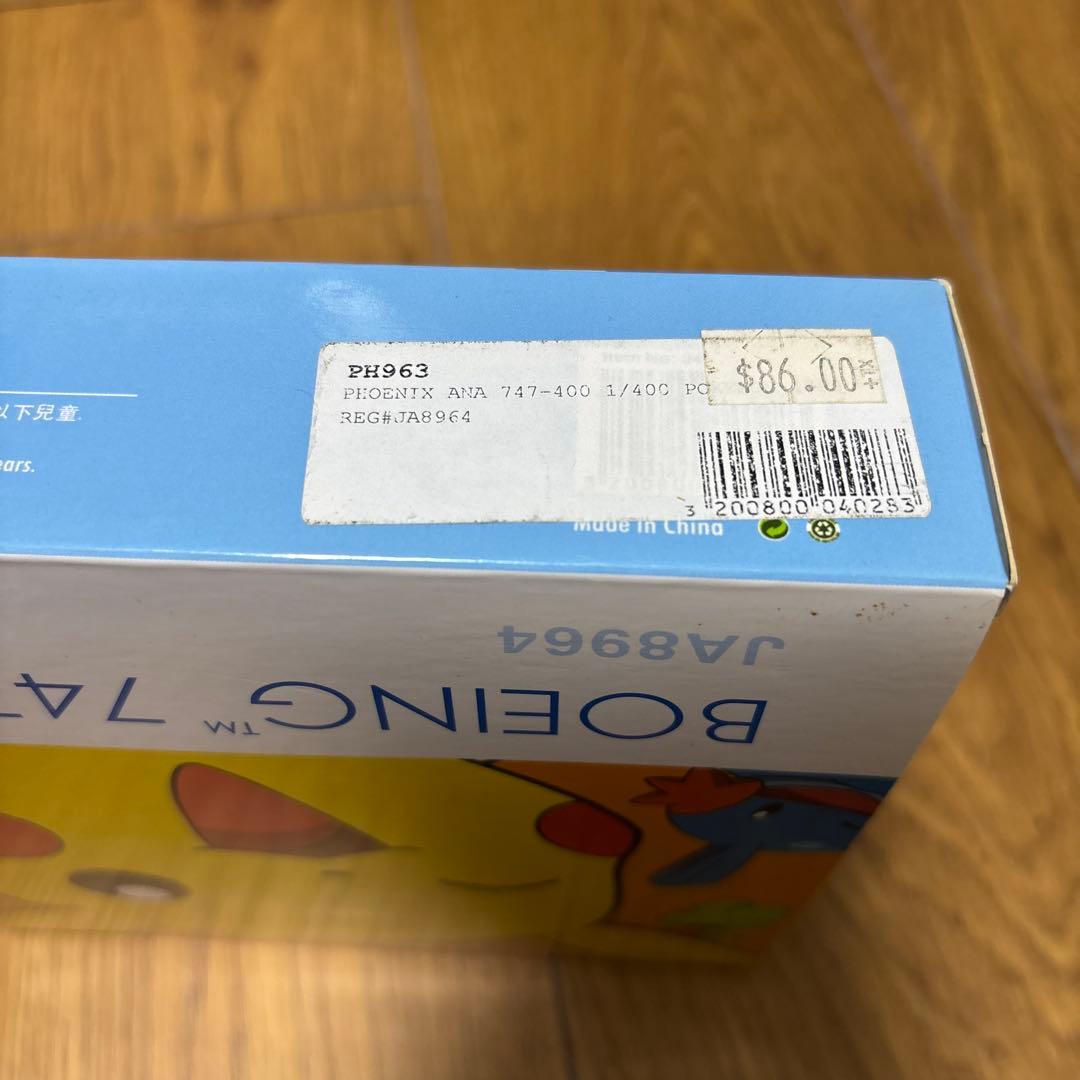 以下兒童.
ears.
PH963
PHOENIX ANA 747-400 1/400 PO
REG#JA8964
$86.00
3 200800 040283
Made in China
JA8964
BOEING™ 747